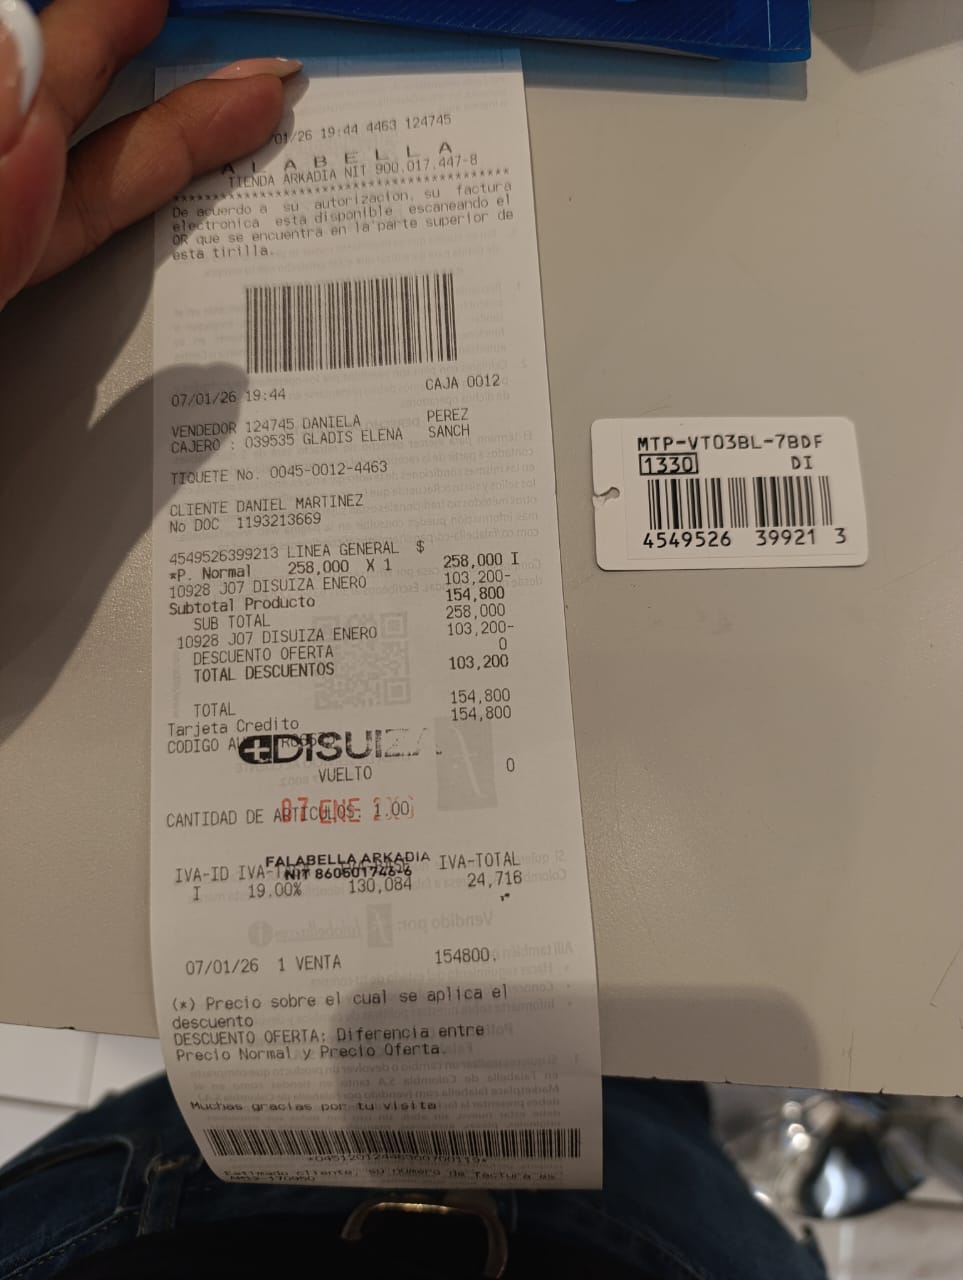 01/26 19:44 4463 124745
A L A B E L L A
TIENDA ARKADIA NIT 900.017.447-8
****************************************
De acuerdo a su autorizacion, su factura
electronica esta disponible escaneando el
QR que se encuentra en la parte superior de
esta tirilla.
07/01/26 19:44 CAJA 0012
VENDEDOR 124745 DANIELA PEREZ
CAJERO : 039535 GLADIS ELENA SANCH
TIQUETE No. 0045-0012-4463
CLIENTE DANIEL MARTINEZ
No DOC 1193213669
4549526399213 LINEA GENERAL $
*P. Normal 258,000 X 1 258,000 I
10928 J07 DISUIZA ENERO 103,200-
Subtotal Producto 154,800
SUB TOTAL 258,000
10928 J07 DISUIZA ENERO 103,200-
DESCUENTO OFERTA 0
TOTAL DESCUENTOS 103,200
TOTAL 154,800
Tarjeta Credito 154,800
CODIGO
DISUIZA
VUELTO 0
CANTIDAD DE ARTICULOS: 1.00
07 ENE
FALABELLA ARKADIA
NIT 860501746-6
IVA-ID IVA-TOTAL
I 19.00% 130,084 24,716
07/01/26 1 VENTA 154800.
(*) Precio sobre el cual se aplica el
descuento
DESCUENTO OFERTA: Diferencia entre
Precio Normal y Precio Oferta.
Muchas gracias por tu visita
Estimado cliente, su numero de factura es
MTP-VT03BL-7BDF
1330 DI
4549526 39921 3